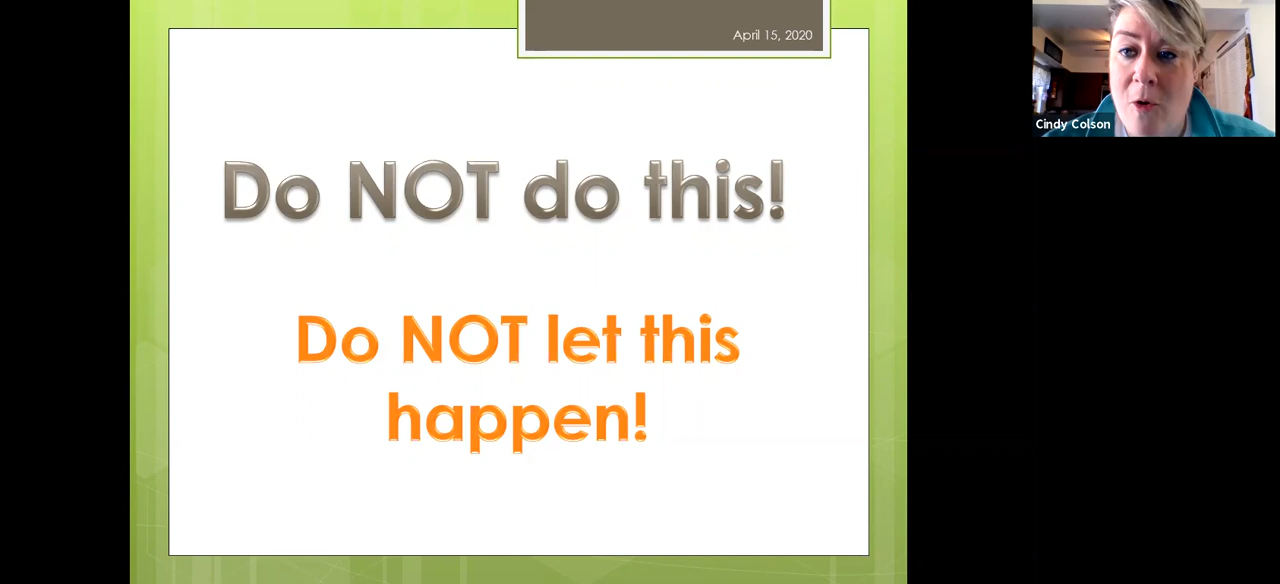 April 15, 2020
Do NOT do this!
Do NOT let this
happen!
Cindy Colson